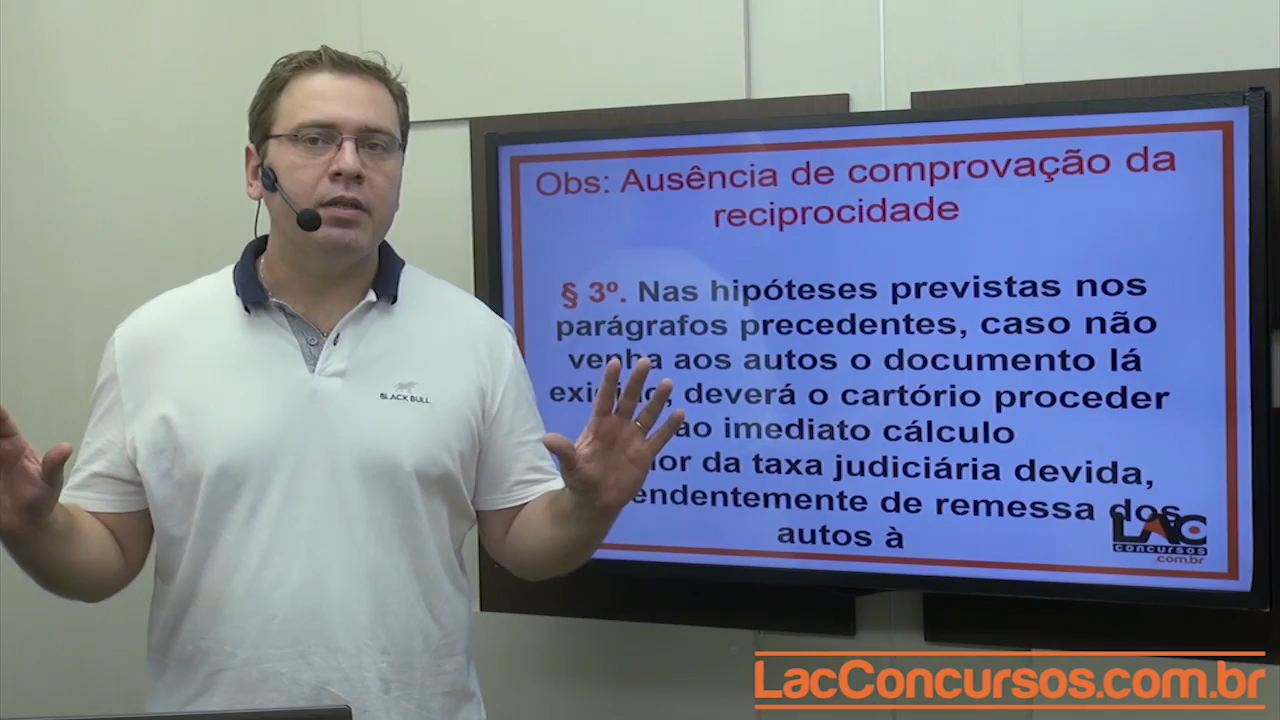 Obs: Ausência de comprovação da
reciprocidade
§ 3º. Nas hipóteses previstas nos
parágrafos precedentes, caso não
venha aos autos o documento lá
deverá o cartório proceder
ao imediato cálculo
da taxa judiciária devida,
de remessa dos
autos à
LAC
concursos
.com.br
BLACK BULL
LacConcursos.com.br